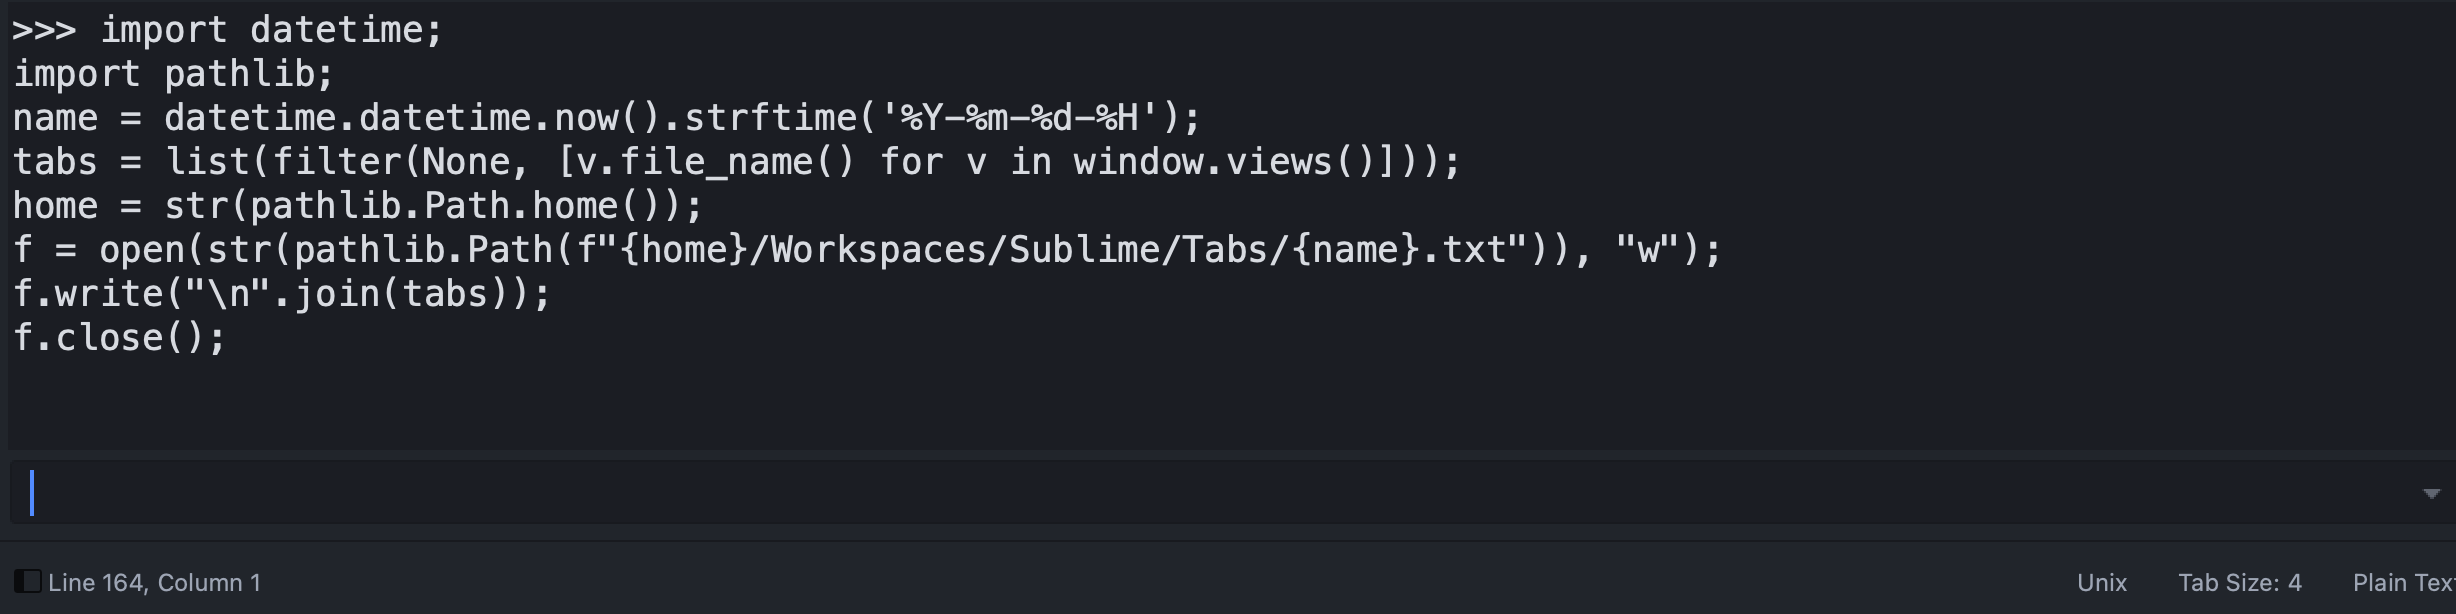 >>> import datetime;
import pathlib;
name = datetime.datetime.now().strftime('%Y-%m-%d-%H');
tabs = list(filter(None, [v.file_name() for v in window.views()]));
home = str(pathlib.Path.home());
f = open(str(pathlib.Path(f"{home}/Workspaces/Sublime/Tabs/{name}.txt")), "w");
f.write("\n".join(tabs));
f.close();
Line 164, Column 1
Unix
Tab Size: 4
Plain Tex